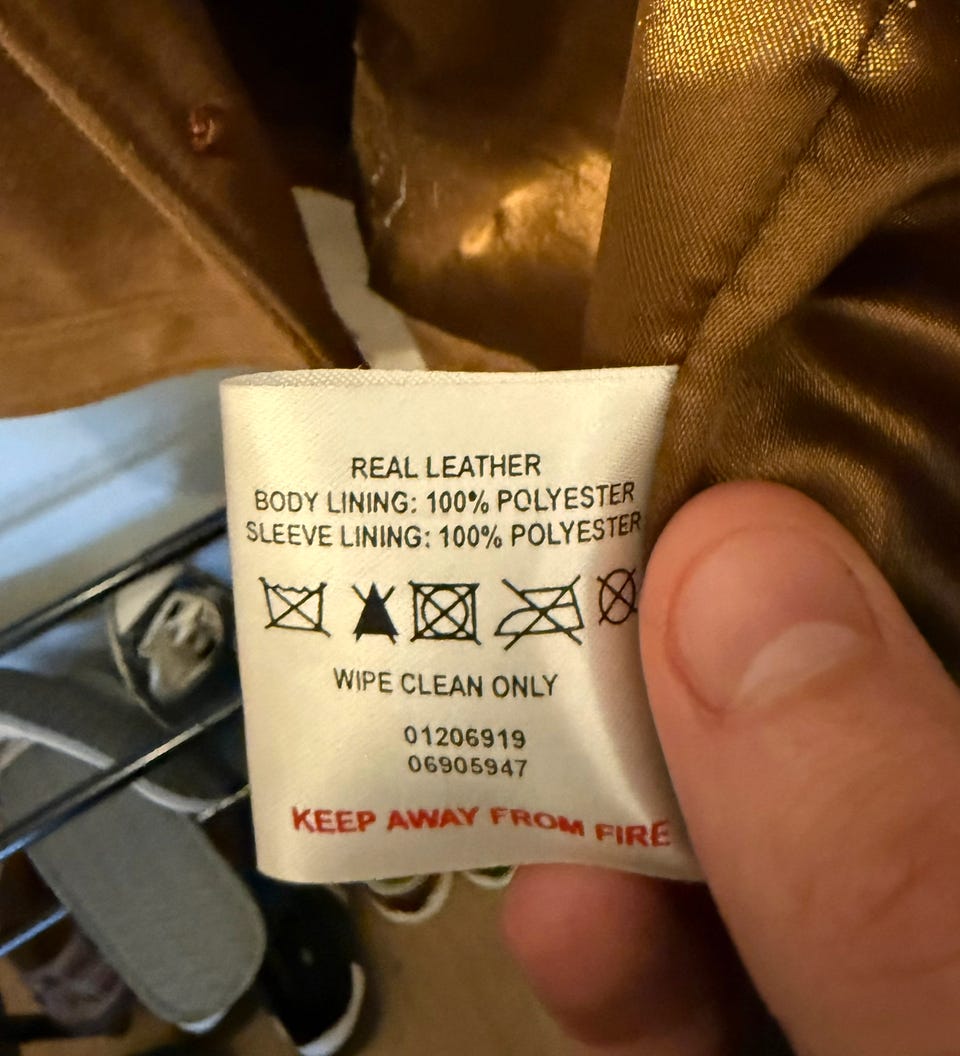 REAL LEATHER
BODY LINING: 100% POLYESTER
SLEEVE LINING: 100% POLYESTER
WIPE CLEAN ONLY
01206919
06905947
KEEP AWAY FROM FIRE